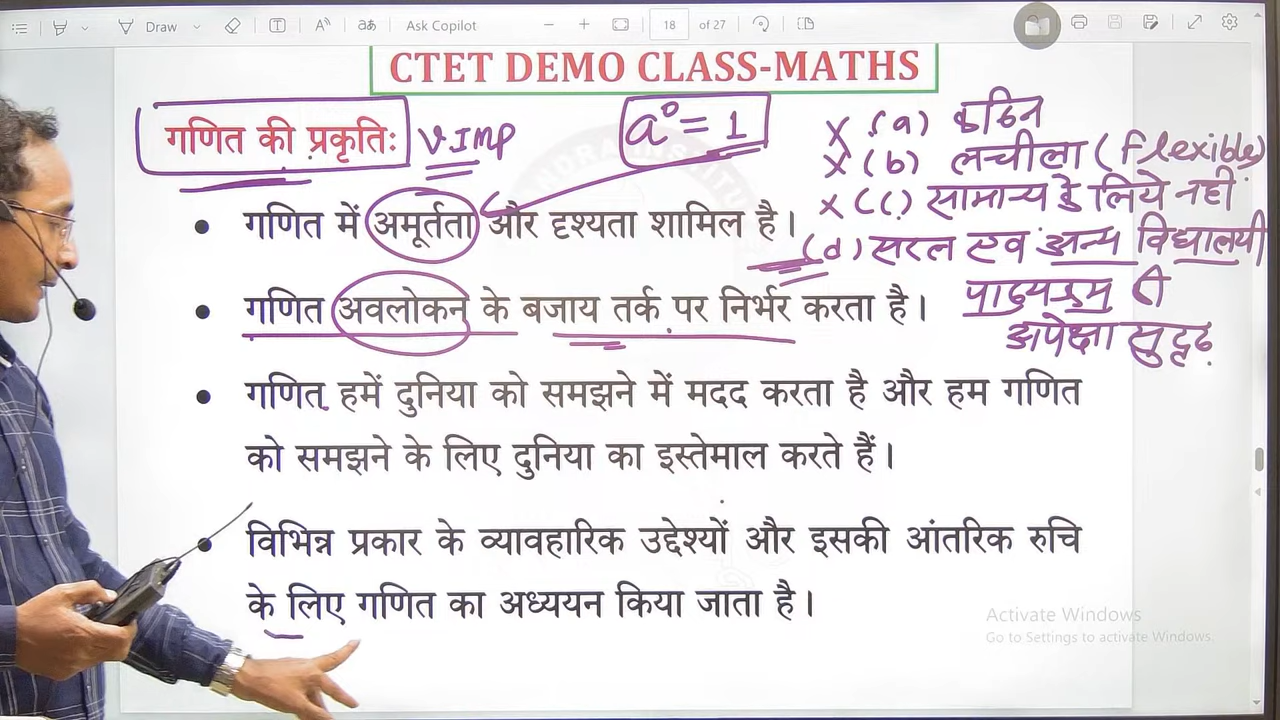 Draw
Ask Copilot
18 of 27
CTET DEMO CLASS-MATHS
गणित की प्रकृतिः V.IMP
a⁰ = 1
• गणित में अमूर्तता और दृश्यता शामिल है।
• गणित अवलोकन के बजाय तर्क पर निर्भर करता है।
• गणित हमें दुनिया को समझने में मदद करता है और हम गणित
को समझने के लिए दुनिया का इस्तेमाल करते हैं।
• विभिन्न प्रकार के व्यावहारिक उद्देश्यों और इसकी आंतरिक रुचि
के लिए गणित का अध्ययन किया जाता है।
X (a) कठिन
X (b) लचीला (Flexible)
X (c) सामान्य के लिये नहीं
(d) सरल एवं अन्य विद्यालयी
पाठ्यक्रम की
अपेक्षा सुदृढ़
Activate Windows
Go to Settings to activate Windows.